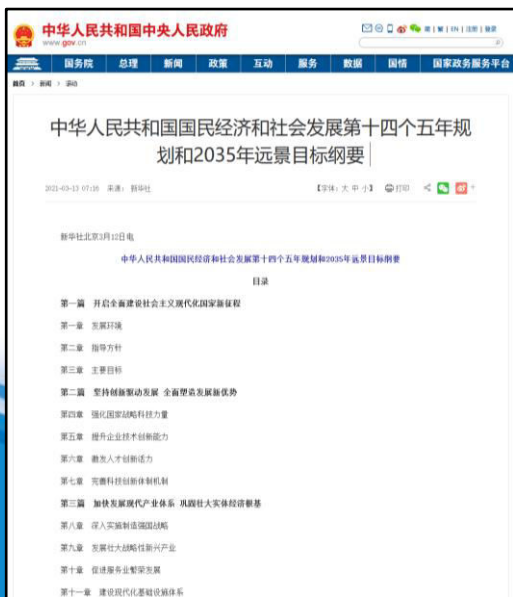 中华人民共和国中央人民政府
www.gov.cn
简 | 繁 | EN | 注册 | 登录
国务院 总理 新闻 政策 互动 服务 数据 国情 国家政务服务平台
首页 > 新闻 > 滚动
中华人民共和国国民经济和社会发展第十四个五年规
划和2035年远景目标纲要
2021-03-13 07:16 来源: 新华社 【字体: 大 中 小】 打印
新华社北京3月12日电
中华人民共和国国民经济和社会发展第十四个五年规划和2035年远景目标纲要
目录
第一篇 开启全面建设社会主义现代化国家新征程
第一章 发展环境
第二章 指导方针
第三章 主要目标
第二篇 坚持创新驱动发展 全面塑造发展新优势
第四章 强化国家战略科技力量
第五章 提升企业技术创新能力
第六章 激发人才创新活力
第七章 完善科技创新体制机制
第三篇 加快发展现代产业体系 巩固壮大实体经济根基
第八章 深入实施制造强国战略
第九章 发展壮大战略性新兴产业
第十章 促进服务业繁荣发展
第十一章 建设现代化基础设施体系